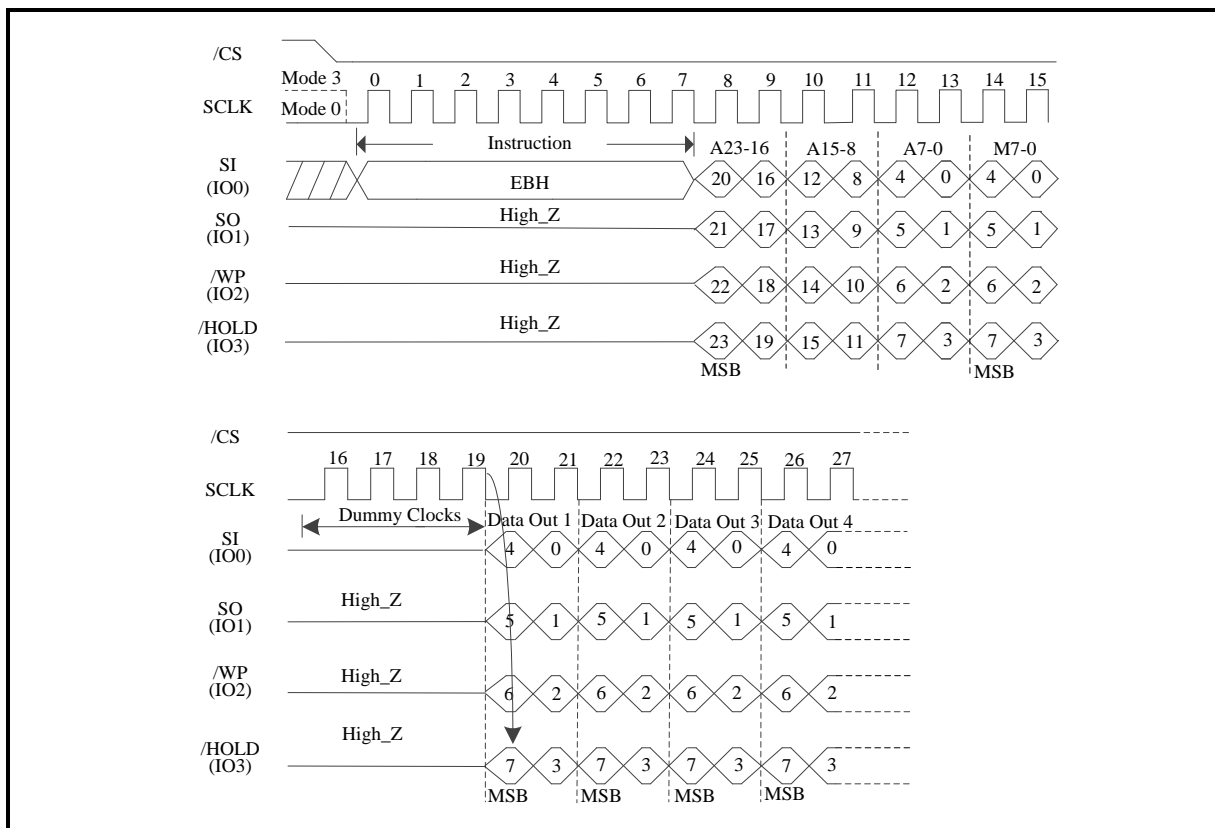 /CS
Mode 3 0 1 2 3 4 5 6 7 8 9 10 11 12 13 14 15
SCLK Mode 0
Instruction A23-16 A15-8 A7-0 M7-0
SI
(IO0) EBH 20 16 12 8 4 0 4 0
SO
(IO1) High_Z 21 17 13 9 5 1 5 1
/WP
(IO2) High_Z 22 18 14 10 6 2 6 2
/HOLD
(IO3) High_Z 23 19 15 11 7 3 7 3
MSB MSB
/CS
16 17 18 19 20 21 22 23 24 25 26 27
SCLK
Dummy Clocks Data Out 1 Data Out 2 Data Out 3 Data Out 4
SI
(IO0) 4 0 4 0 4 0 4 0
SO
(IO1) High_Z 5 1 5 1 5 1 5 1
/WP
(IO2) High_Z 6 2 6 2 6 2 6 2
/HOLD
(IO3) High_Z 7 3 7 3 7 3 7 3
MSB MSB MSB MSB